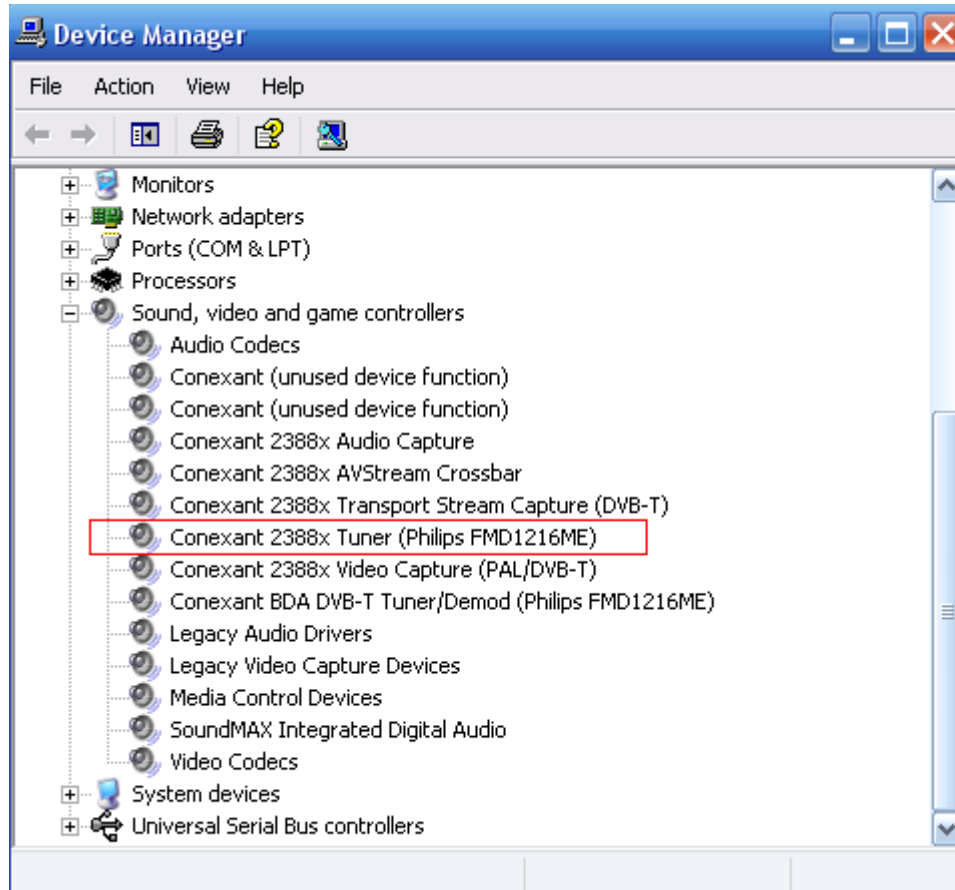 Device Manager
File Action View Help
Monitors
Network adapters
Ports (COM & LPT)
Processors
Sound, video and game controllers
Audio Codecs
Conexant (unused device function)
Conexant (unused device function)
Conexant 2388x Audio Capture
Conexant 2388x AVStream Crossbar
Conexant 2388x Transport Stream Capture (DVB-T)
Conexant 2388x Tuner (Philips FMD1216ME)
Conexant 2388x Video Capture (PAL/DVB-T)
Conexant BDA DVB-T Tuner/Demod (Philips FMD1216ME)
Legacy Audio Drivers
Legacy Video Capture Devices
Media Control Devices
SoundMAX Integrated Digital Audio
Video Codecs
System devices
Universal Serial Bus controllers